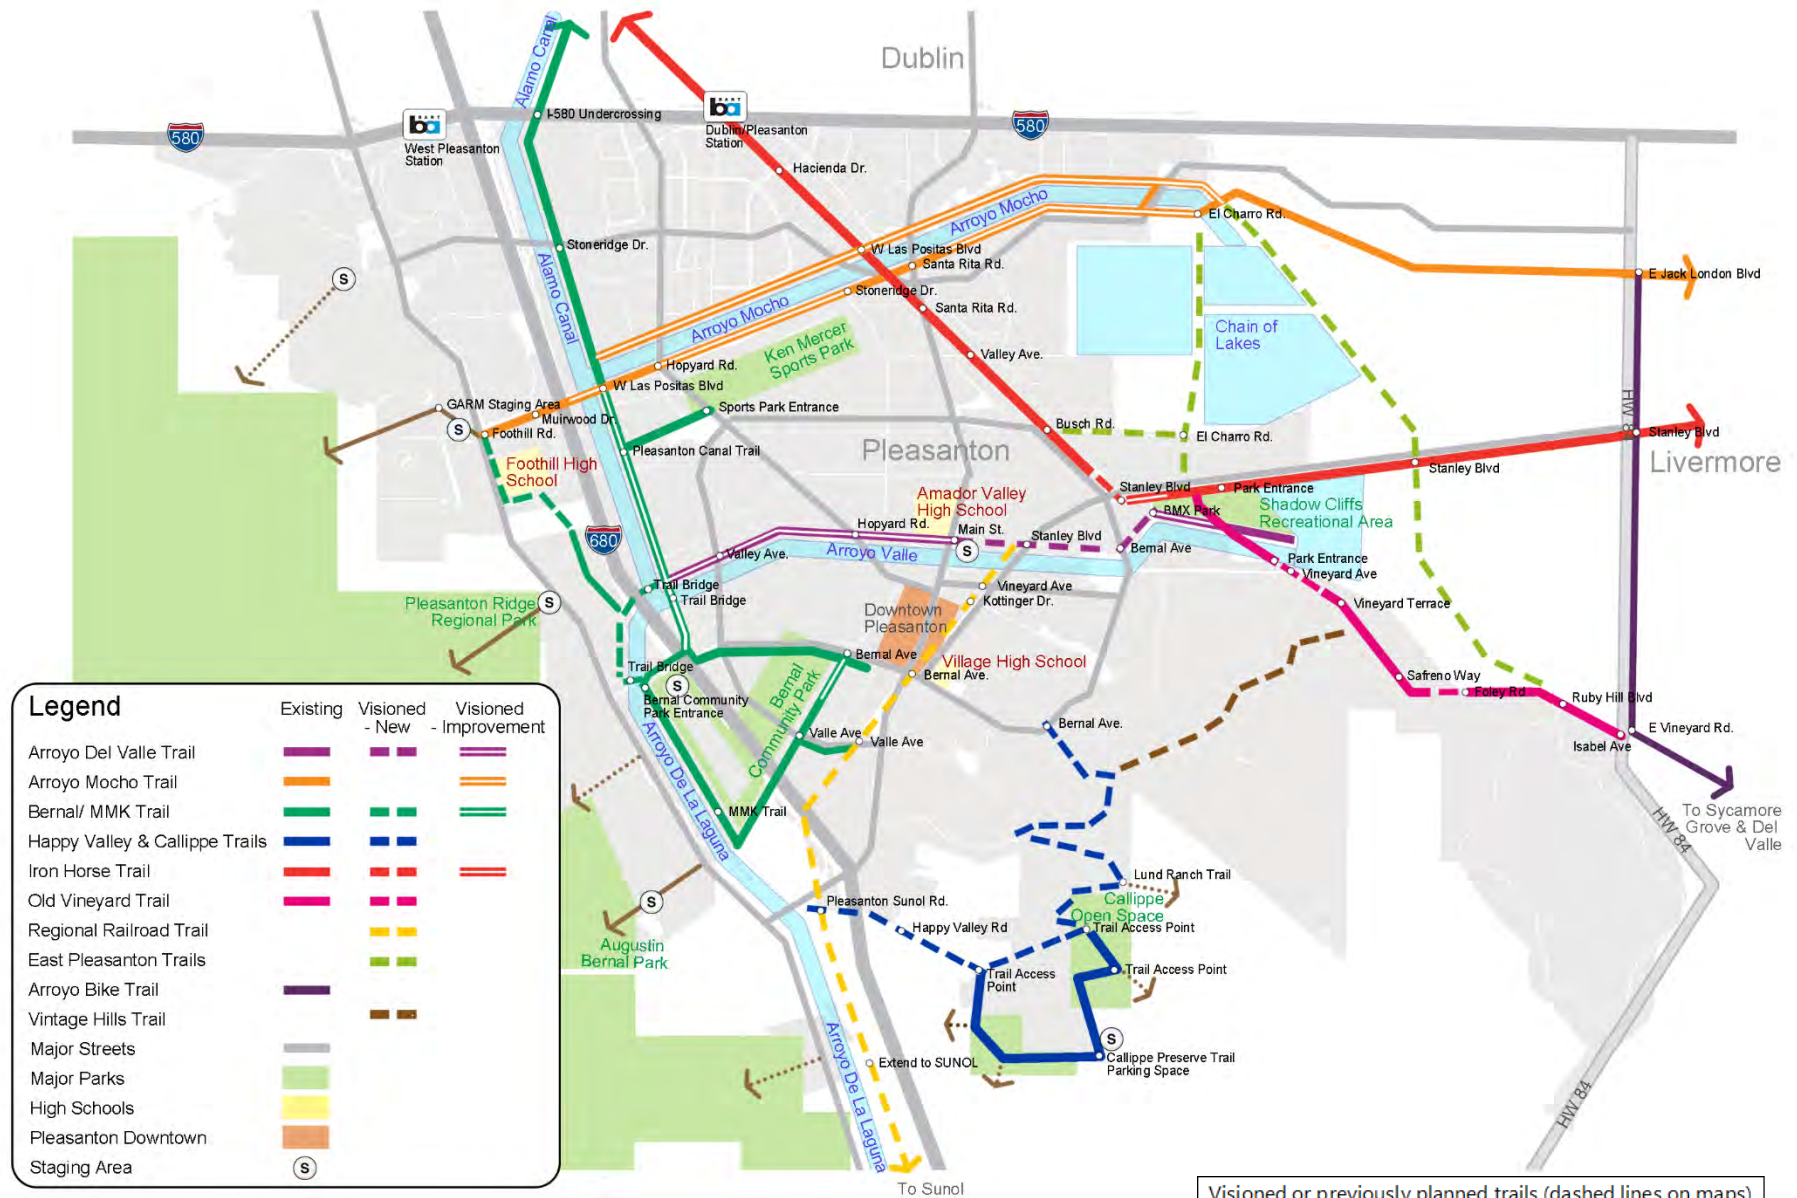 Dublin
Alamo Canal
580
580
BART
ba
West Pleasanton
Station
I-580 Undercrossing
BART
ba
Dublin/Pleasanton
Station
Hacienda Dr.
Arroyo Mocho
El Charro Rd.
Stoneridge Dr.
Alamo Canal
W Las Positas Blvd
Santa Rita Rd.
Stoneridge Dr.
Santa Rita Rd.
Arroyo Mocho
E Jack London Blvd
S
Chain of
Lakes
Ken Mercer
Sports Park
Valley Ave.
Hopyard Rd.
W Las Positas Blvd
GARM Staging Area
Muirwood Dr.
Sports Park Entrance
S
Foothill Rd.
Busch Rd.
El Charro Rd.
HW 84
Stanley Blvd
Pleasanton
Pleasanton Canal Trail
Foothill High
School
Livermore
Stanley Blvd
Stanley Blvd
Park Entrance
Amador Valley
High School
Shadow Cliffs
Recreational Area
BMX Park
Hopyard Rd.
Main St.
Stanley Blvd
S
680
Arroyo Valle
Valley Ave.
Bernal Ave
Park Entrance
Vineyard Ave
Trail Bridge
Trail Bridge
Vineyard Ave
Kottinger Dr.
Vineyard Terrace
Pleasanton Ridge
Regional Park
S
Downtown
Pleasanton
Bernal Ave
Village High School
Bernal Ave.
Trail Bridge
S
Bernal Community
Park Entrance
Bernal
Community Park
Safreno Way
Foley Rd
Ruby Hill Blvd
Bernal Ave.
E Vineyard Rd.
Isabel Ave
Valle Ave
Valle Ave
Arroyo De La Laguna
MMK Trail
To Sycamore
Grove & Del
Valle
HW 84
Lund Ranch Trail
Callippe
Open Space
S
Pleasanton Sunol Rd.
Happy Valley Rd
Trail Access Point
Augustin
Bernal Park
Trail Access
Point
Trail Access Point
S
Callippe Preserve Trail
Parking Space
Extend to SUNOL
Arroyo De La Laguna
HW 84
To Sunol
Legend
Existing
Visioned
- New
Visioned
- Improvement
Arroyo Del Valle Trail
Arroyo Mocho Trail
Bernal/ MMK Trail
Happy Valley & Callippe Trails
Iron Horse Trail
Old Vineyard Trail
Regional Railroad Trail
East Pleasanton Trails
Arroyo Bike Trail
Vintage Hills Trail
Major Streets
Major Parks
High Schools
Pleasanton Downtown
Staging Area
S
Visioned or previously planned trails (dashed lines on maps)